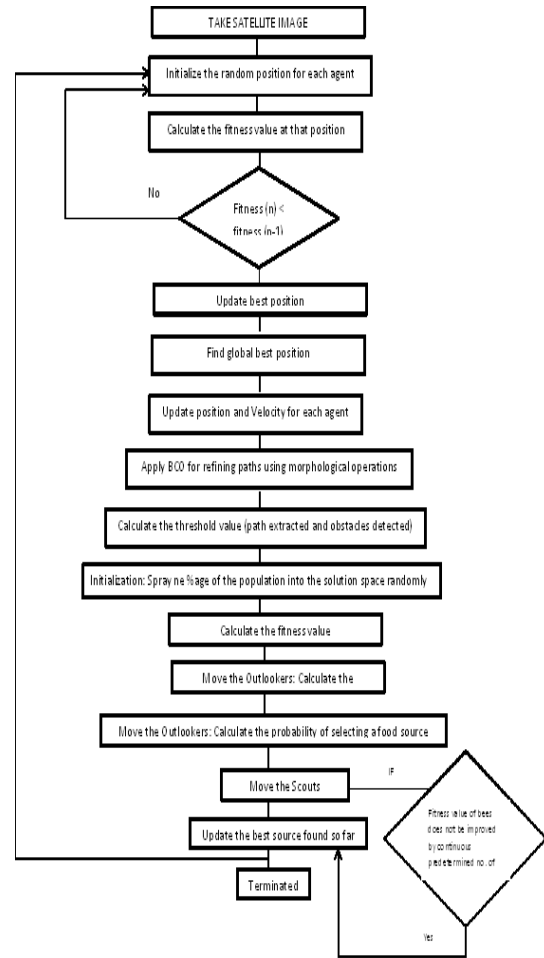 TAKE SATELLITE IMAGE
Initialize the random position for each agent
Calculate the fitness value at that position
No
Fitness (n) <
fitness (n-1)
Update best position
Find global best position
Update position and Velocity for each agent
Apply BCO for refining paths using morphological operations
Calculate the threshold value (path extracted and obstacles detected)
Initialization: Spray ne %age of the population into the solution space randomly
Calculate the fitness value
Move the Outlookers: Calculate the
Move the Outlookers: Calculate the probability of selecting a food source
Move the Scouts
IF
Fitness value of bees
does not be improved
by continuous
predetermined no. of
Update the best source found so far
Terminated
Yes